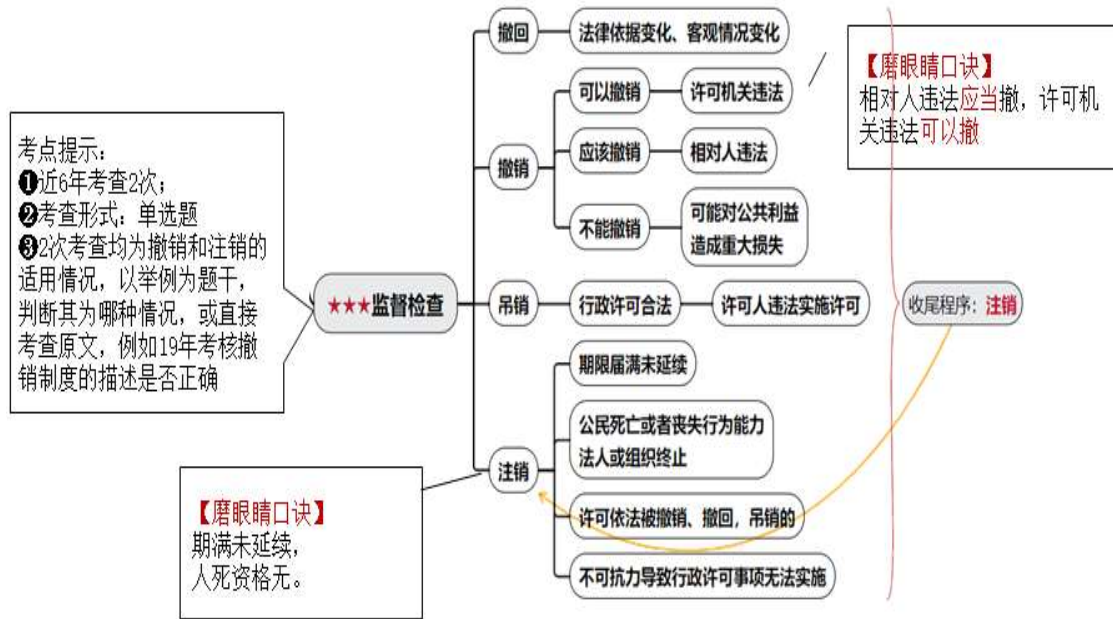 考点提示：
❶近6年考查2次；
❷考查形式：单选题
❸2次考查均为撤销和注销的
适用情况，以举例为题干，
判断其为哪种情况，或直接
考查原文，例如19年考核撤
销制度的描述是否正确
★★★监督检查
撤回
法律依据变化、客观情况变化
撤销
可以撤销
许可机关违法
应该撤销
相对人违法
不能撤销
可能对公共利益
造成重大损失
吊销
行政许可合法
许可人违法实施许可
注销
期限届满未延续
公民死亡或者丧失行为能力
法人或组织终止
许可依法被撤销、撤回，吊销的
不可抗力导致行政许可事项无法实施
【磨眼睛口诀】
相对人违法应当撤，许可机
关违法可以撤
收尾程序：注销
【磨眼睛口诀】
期满未延续，
人死资格无。